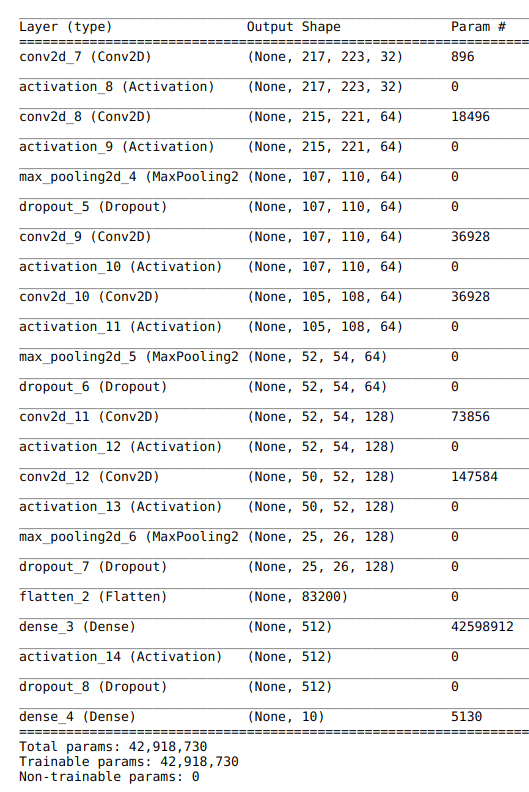 Layer (type) Output Shape Param #
=================================================================
conv2d_7 (Conv2D) (None, 217, 223, 32) 896
activation_8 (Activation) (None, 217, 223, 32) 0
conv2d_8 (Conv2D) (None, 215, 221, 64) 18496
activation_9 (Activation) (None, 215, 221, 64) 0
max_pooling2d_4 (MaxPooling2 (None, 107, 110, 64) 0
dropout_5 (Dropout) (None, 107, 110, 64) 0
conv2d_9 (Conv2D) (None, 107, 110, 64) 36928
activation_10 (Activation) (None, 107, 110, 64) 0
conv2d_10 (Conv2D) (None, 105, 108, 64) 36928
activation_11 (Activation) (None, 105, 108, 64) 0
max_pooling2d_5 (MaxPooling2 (None, 52, 54, 64) 0
dropout_6 (Dropout) (None, 52, 54, 64) 0
conv2d_11 (Conv2D) (None, 52, 54, 128) 73856
activation_12 (Activation) (None, 52, 54, 128) 0
conv2d_12 (Conv2D) (None, 50, 52, 128) 147584
activation_13 (Activation) (None, 50, 52, 128) 0
max_pooling2d_6 (MaxPooling2 (None, 25, 26, 128) 0
dropout_7 (Dropout) (None, 25, 26, 128) 0
flatten_2 (Flatten) (None, 83200) 0
dense_3 (Dense) (None, 512) 42598912
activation_14 (Activation) (None, 512) 0
dropout_8 (Dropout) (None, 512) 0
dense_4 (Dense) (None, 10) 5130
=================================================================
Total params: 42,918,730
Trainable params: 42,918,730
Non-trainable params: 0